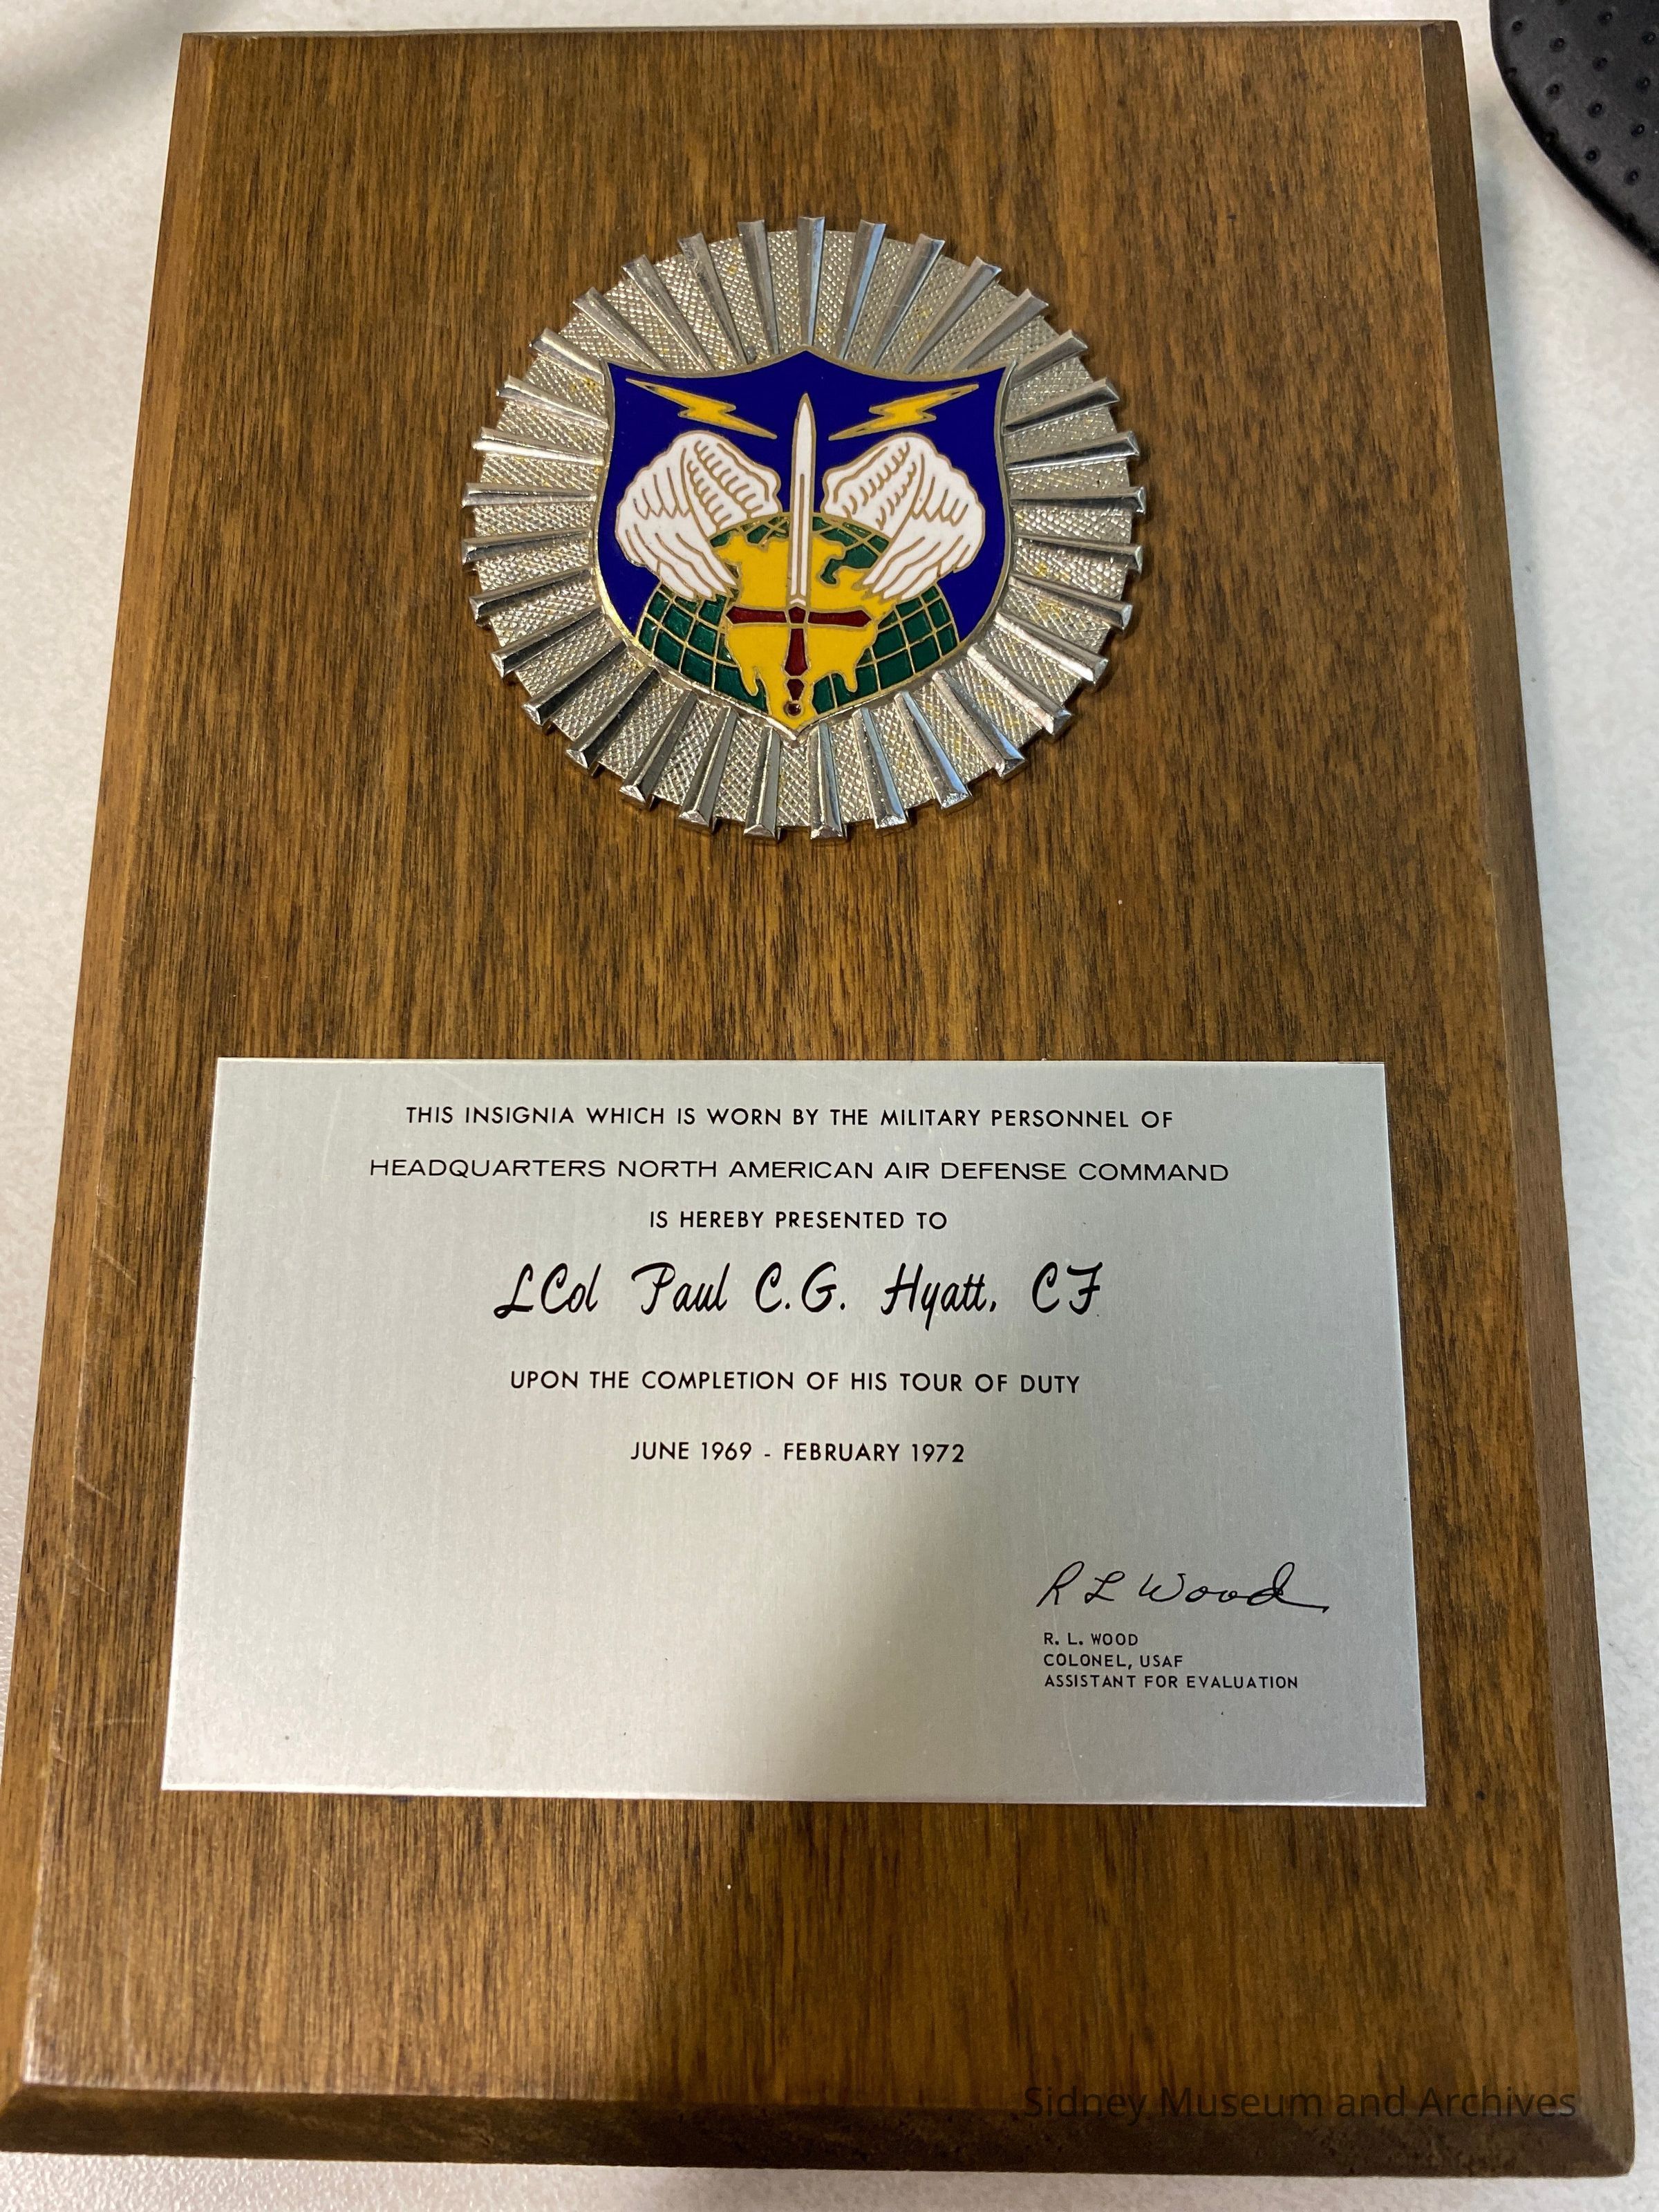 THIS INSIGNIA WHICH IS WORN BY THE MILITARY PERSONNEL OF
HEADQUARTERS NORTH AMERICAN AIR DEFENSE COMMAND
IS HEREBY PRESENTED TO
LCol Paul C.G. Hyatt, CF
UPON THE COMPLETION OF HIS TOUR OF DUTY
JUNE 1969 - FEBRUARY 1972
R L Wood
R. L. WOOD
COLONEL, USAF
ASSISTANT FOR EVALUATION
Sidney Museum and Archives